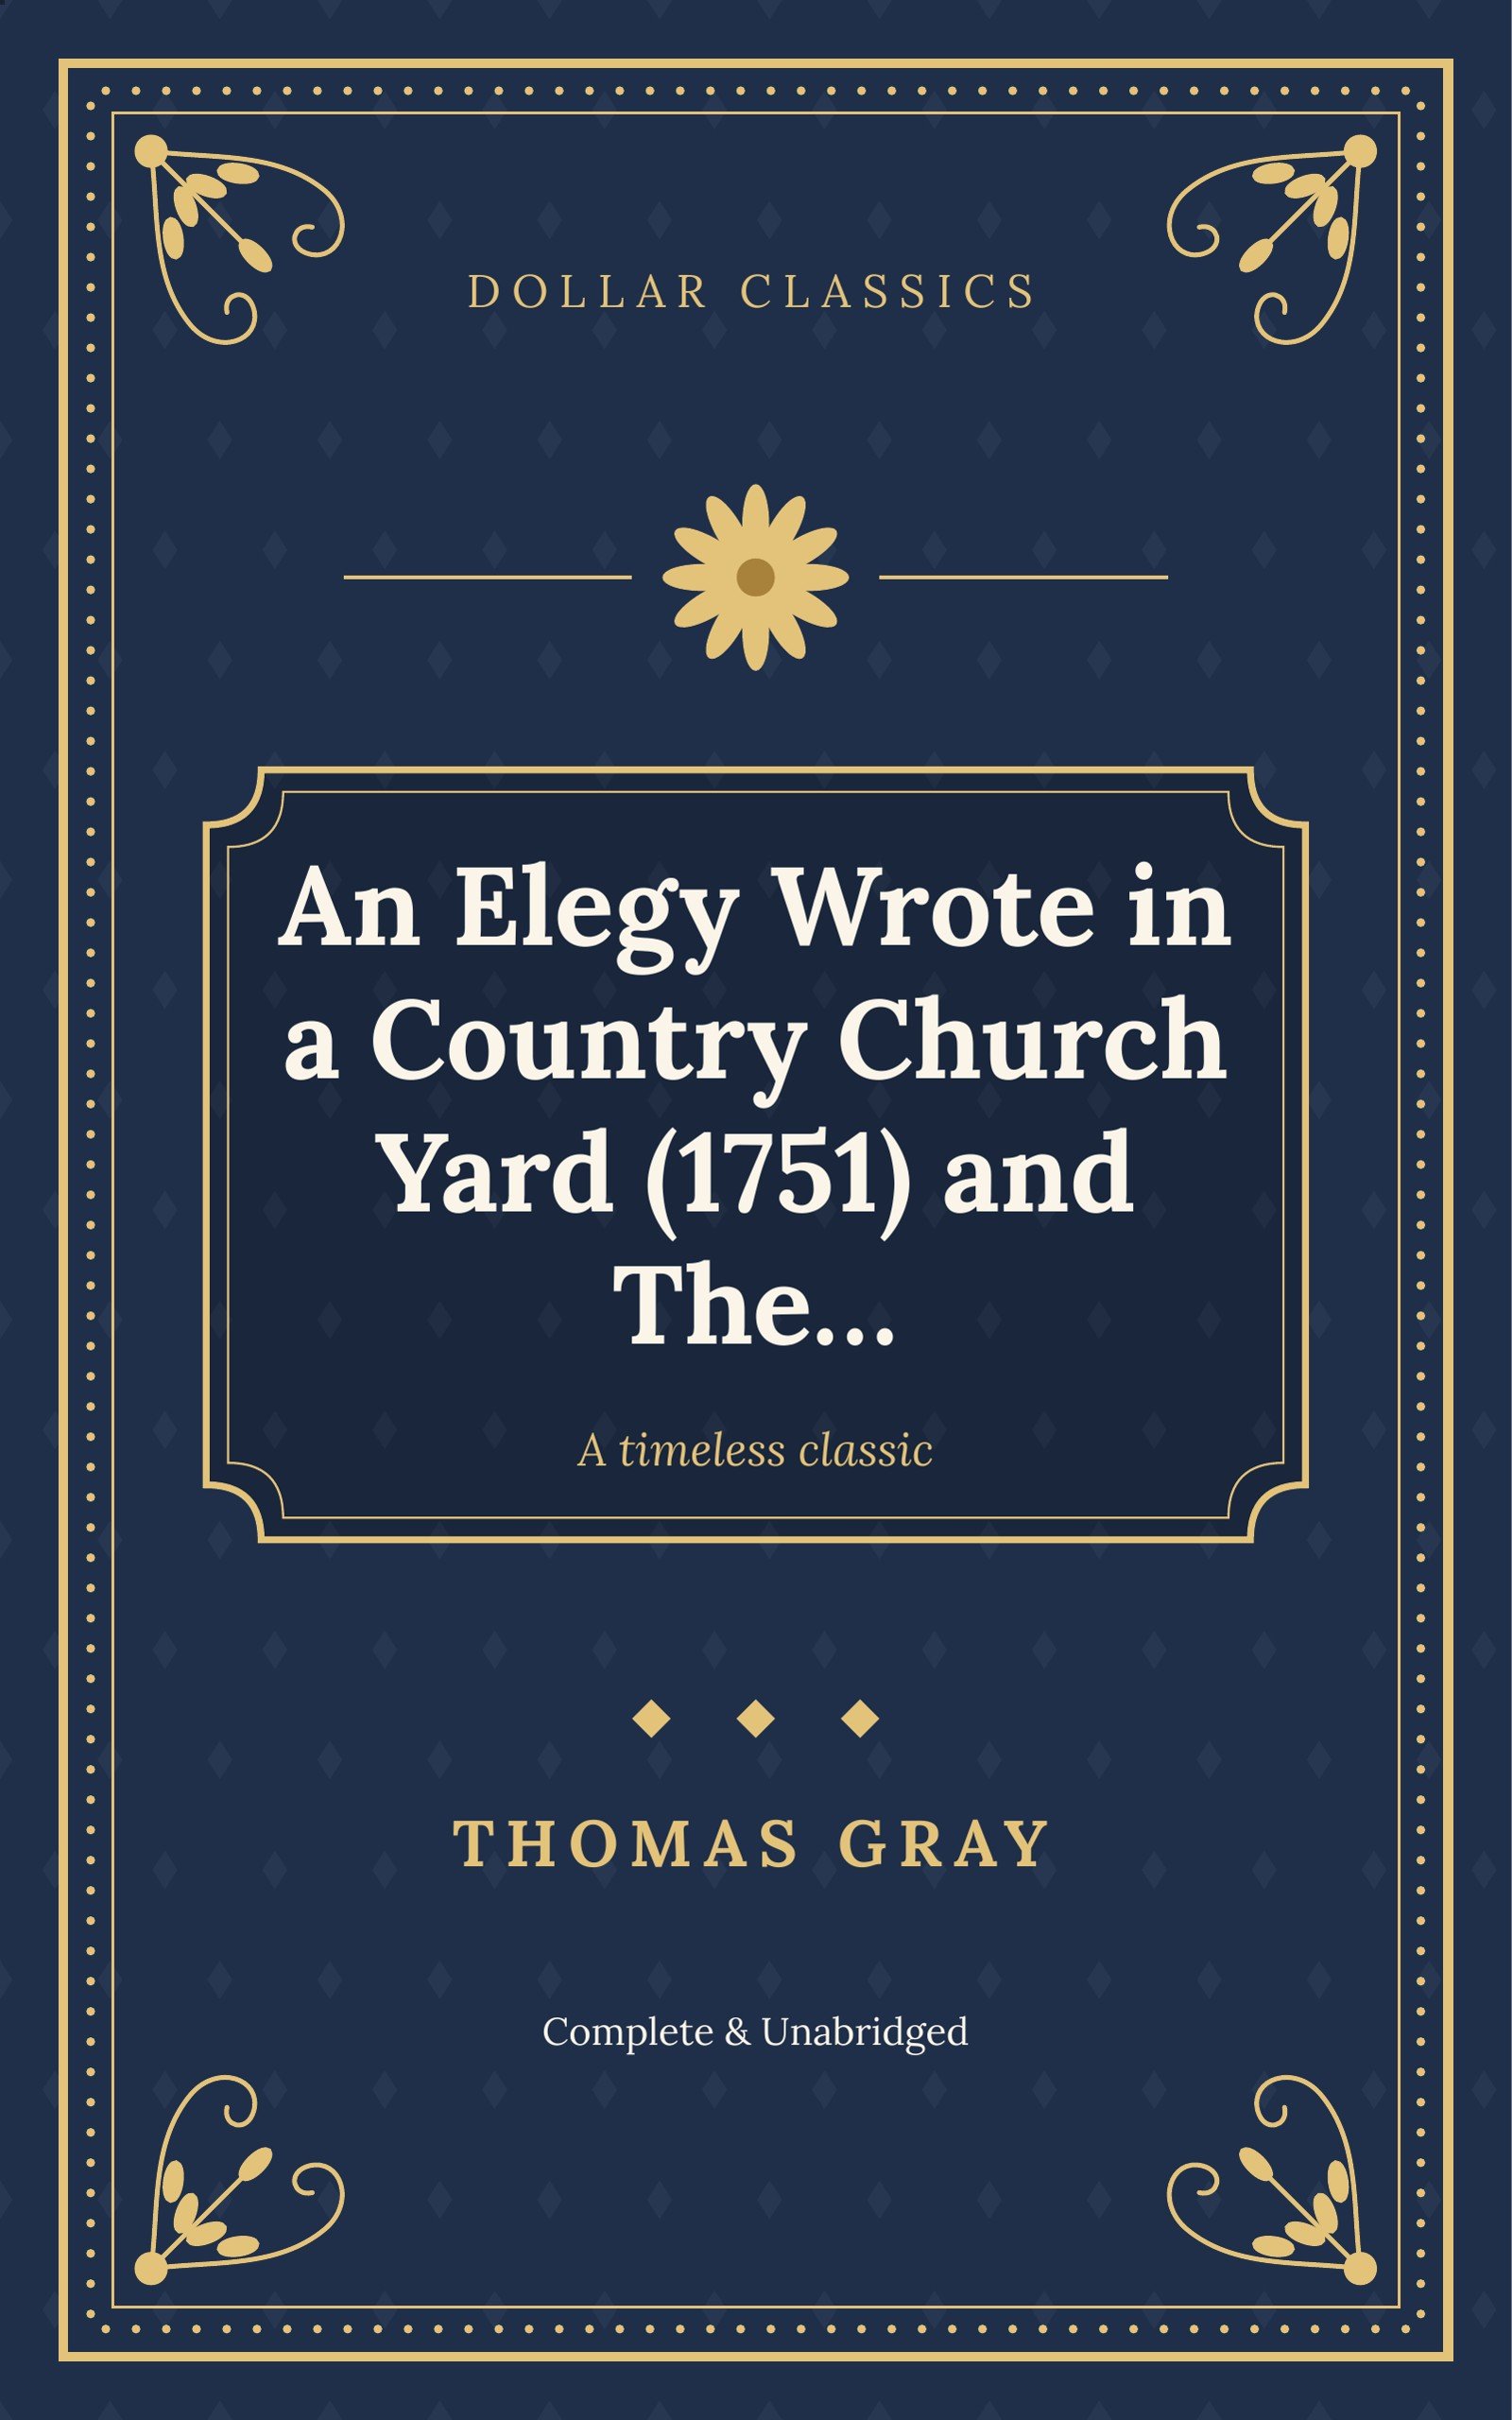 DOLLAR CLASSICS
An Elegy Wrote in
a Country Church
Yard (1751) and
The...
A timeless classic
THOMAS GRAY
Complete & Unabridged